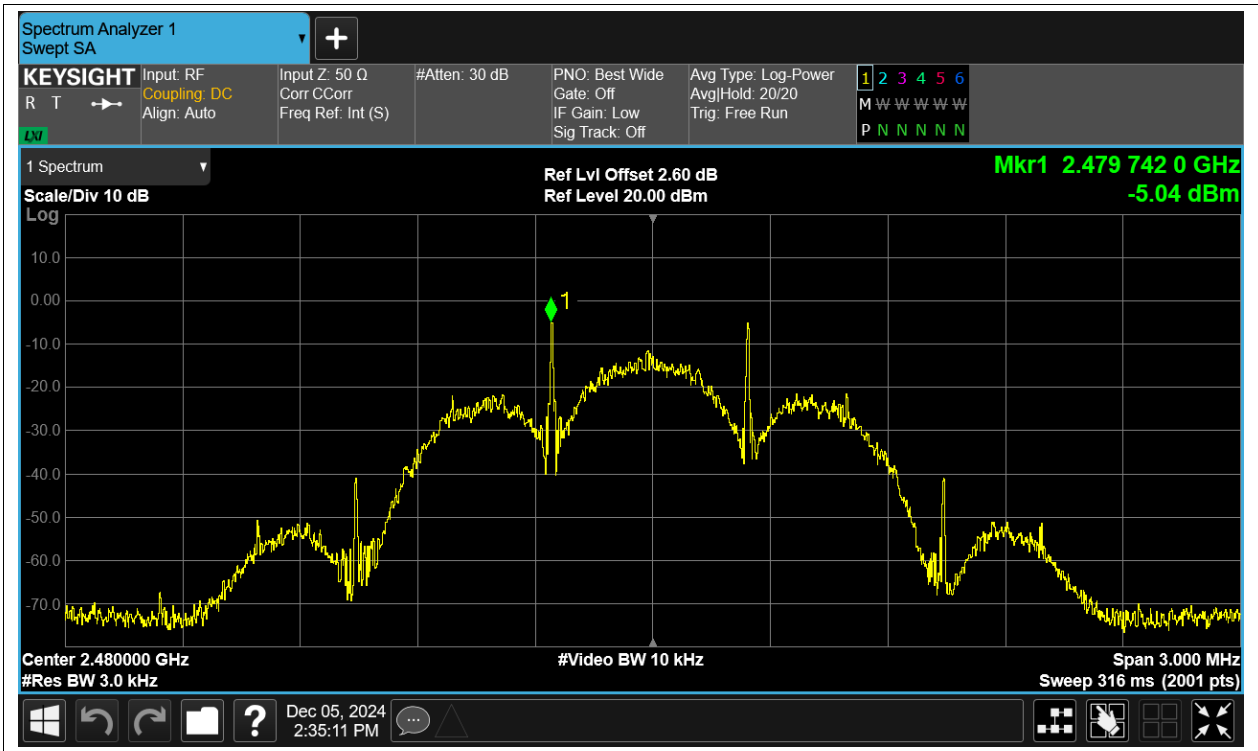 Spectrum Analyzer 1
Swept SA
KEYSIGHT
R T
LXI
Input: RF
Coupling: DC
Align: Auto
Input Z: 50 Ω
Corr CCorr
Freq Ref: Int (S)
#Atten: 30 dB
PNO: Best Wide
Gate: Off
IF Gain: Low
Sig Track: Off
Avg Type: Log-Power
Avg|Hold: 20/20
Trig: Free Run
1 2 3 4 5 6
M W W W W W
P N N N N N
1 Spectrum
Scale/Div 10 dB
Log
Ref Lvl Offset 2.60 dB
Ref Level 20.00 dBm
Mkr1 2.479 742 0 GHz
-5.04 dBm
10.0
0.00
-10.0
-20.0
-30.0
-40.0
-50.0
-60.0
-70.0
1
Center 2.480000 GHz
#Res BW 3.0 kHz
#Video BW 10 kHz
Span 3.000 MHz
Sweep 316 ms (2001 pts)
?
Dec 05, 2024
2:35:11 PM